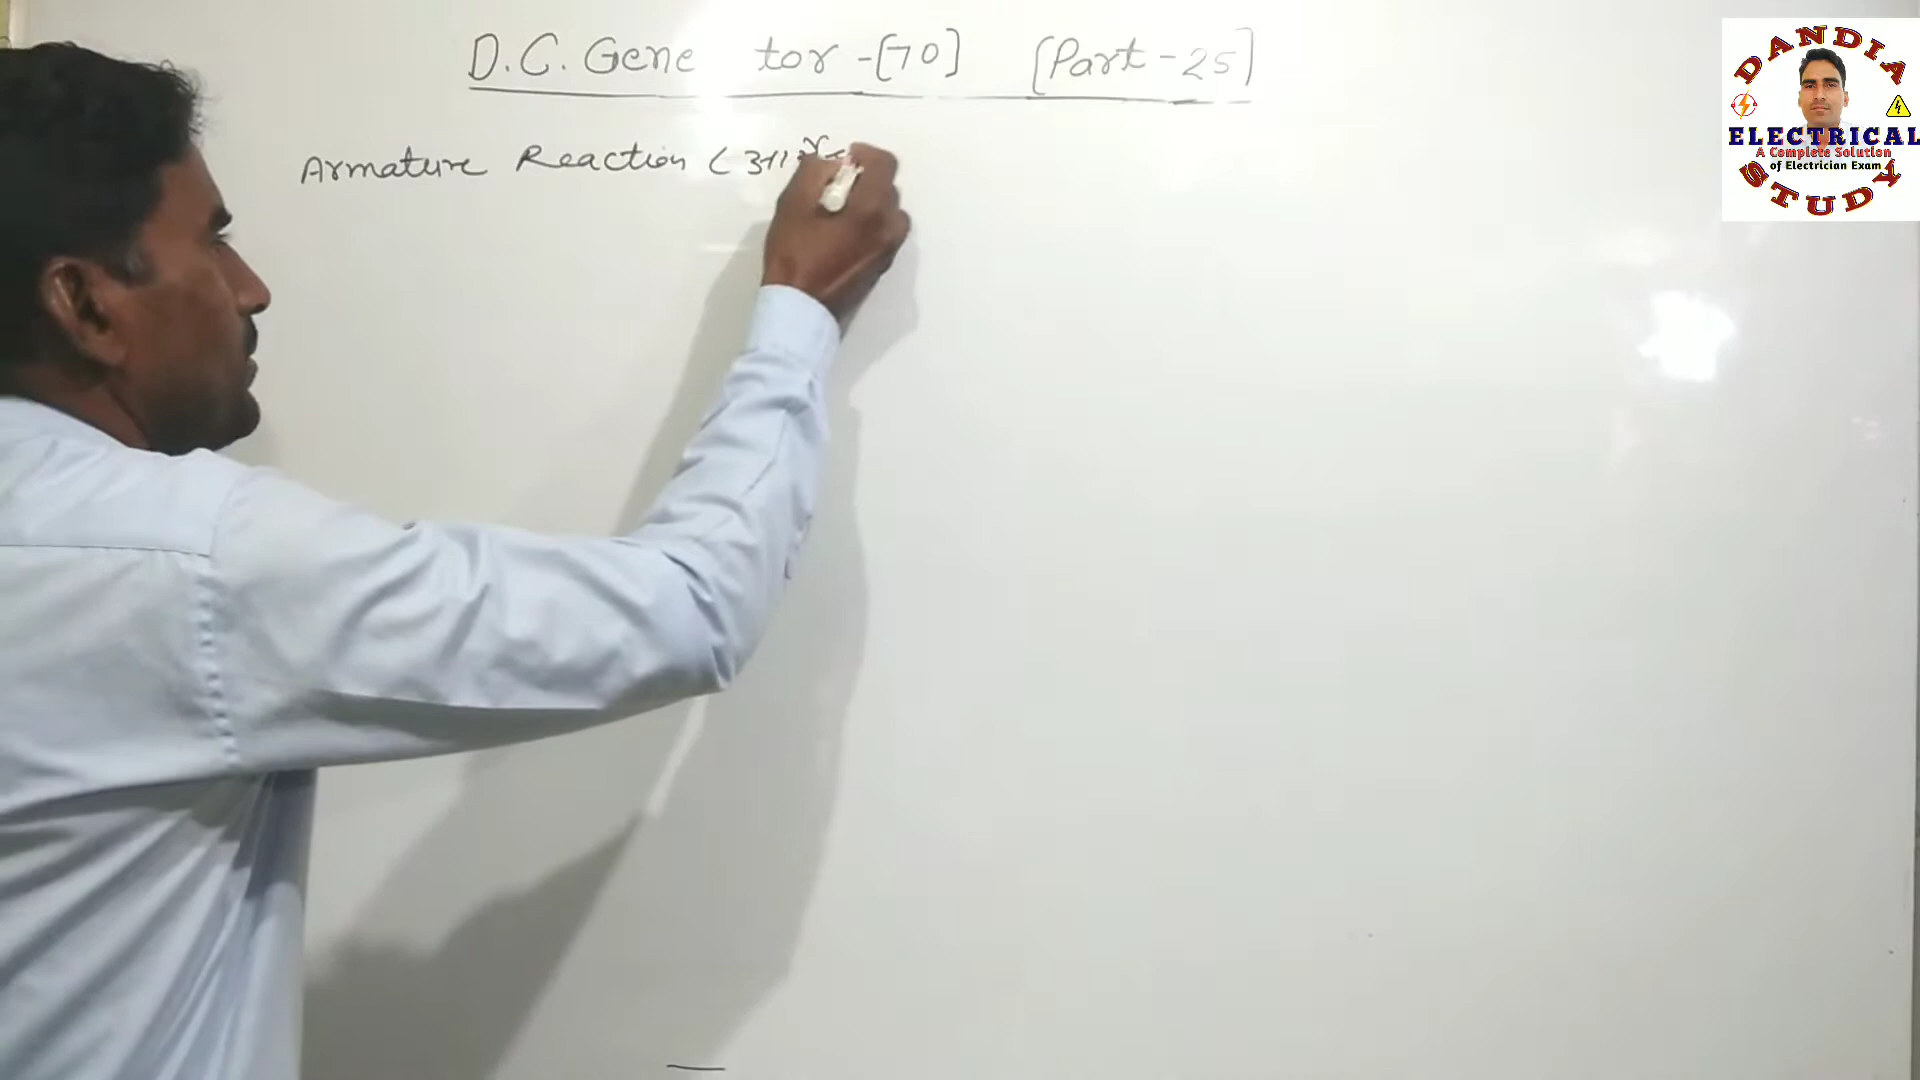 D.C. Gene tor -[70] [Part-25]
Armature Reaction (
DANDIA
ELECTRICAL
A Complete Solution
of Electrician Exam
STUDY